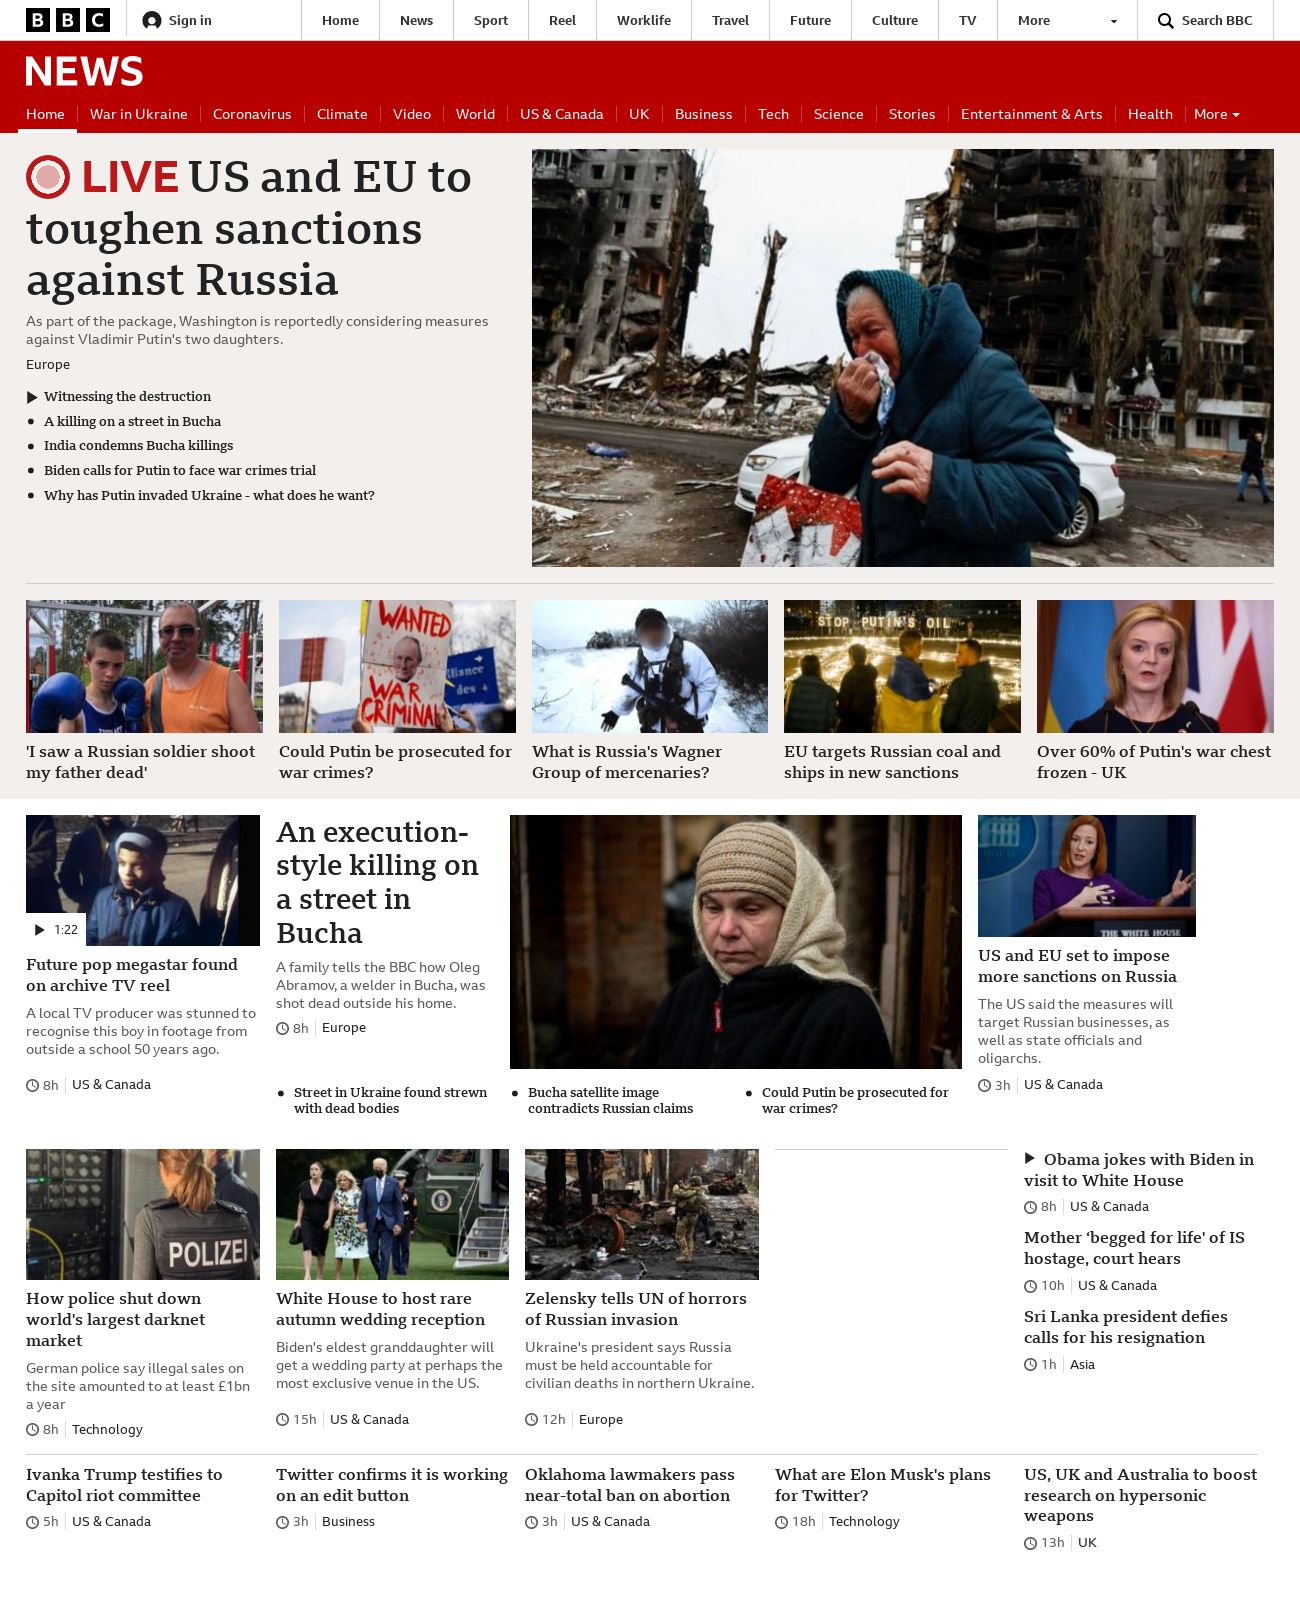 BBC
Sign in
Home
News
Sport
Reel
Worklife
Travel
Future
Culture
TV
More
Search BBC
NEWS
Home
War in Ukraine
Coronavirus
Climate
Video
World
US & Canada
UK
Business
Tech
Science
Stories
Entertainment & Arts
Health
More
LIVE US and EU to
toughen sanctions
against Russia
As part of the package, Washington is reportedly considering measures
against Vladimir Putin's two daughters.
Europe
Witnessing the destruction
A killing on a street in Bucha
India condemns Bucha killings
Biden calls for Putin to face war crimes trial
Why has Putin invaded Ukraine - what does he want?
WANTED
WAR
CRIMINAL
STOP PUTIN'S OIL
'I saw a Russian soldier shoot
my father dead'
Could Putin be prosecuted for
war crimes?
What is Russia's Wagner
Group of mercenaries?
EU targets Russian coal and
ships in new sanctions
Over 60% of Putin's war chest
frozen - UK
1:22
Future pop megastar found
on archive TV reel
A local TV producer was stunned to
recognise this boy in footage from
outside a school 50 years ago.
8h
US & Canada
An execution-
style killing on
a street in
Bucha
A family tells the BBC how Oleg
Abramov, a welder in Bucha, was
shot dead outside his home.
8h
Europe
Street in Ukraine found strewn
with dead bodies
Bucha satellite image
contradicts Russian claims
Could Putin be prosecuted for
war crimes?
THE WHITE HOUSE
US and EU set to impose
more sanctions on Russia
The US said the measures will
target Russian businesses, as
well as state officials and
oligarchs.
3h
US & Canada
POLIZEI
How police shut down
world's largest darknet
market
German police say illegal sales on
the site amounted to at least £1bn
a year
8h
Technology
White House to host rare
autumn wedding reception
Biden's eldest granddaughter will
get a wedding party at perhaps the
most exclusive venue in the US.
15h
US & Canada
Zelensky tells UN of horrors
of Russian invasion
Ukraine's president says Russia
must be held accountable for
civilian deaths in northern Ukraine.
12h
Europe
Obama jokes with Biden in
visit to White House
8h
US & Canada
Mother ‘begged for life' of IS
hostage, court hears
10h
US & Canada
Sri Lanka president defies
calls for his resignation
1h
Asia
Ivanka Trump testifies to
Capitol riot committee
5h
US & Canada
Twitter confirms it is working
on an edit button
3h
Business
Oklahoma lawmakers pass
near-total ban on abortion
3h
US & Canada
What are Elon Musk's plans
for Twitter?
18h
Technology
US, UK and Australia to boost
research on hypersonic
weapons
13h
UK